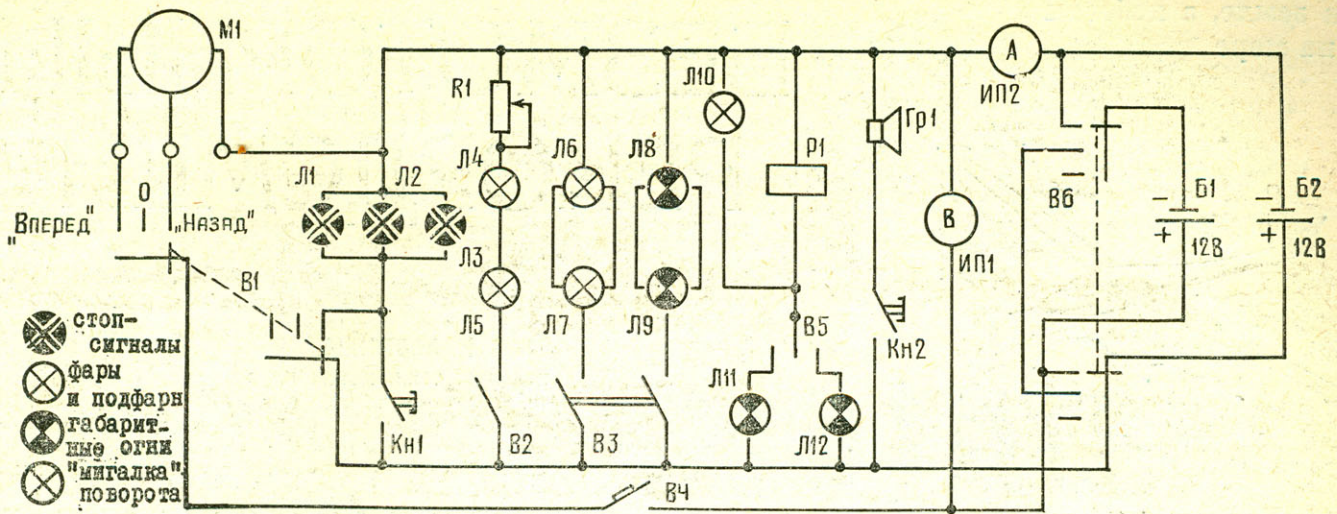 М1
А
ИП2
R1
Л10
Гр1
Л4
Л6
Л8
Р1
Л1
Л2
В6
Б1
Б2
О
"Вперед"
„Назад"
В
-
-
+
12В
+
12В
Л3
ИП1
В1
Л5
Л7
Л9
В5
Кн2
стоп-
сигналы
Л11
фары
и подфарн
габарит-
ные огни
Кн1
В2
В3
Л12
"мигалка"
поворота
В4